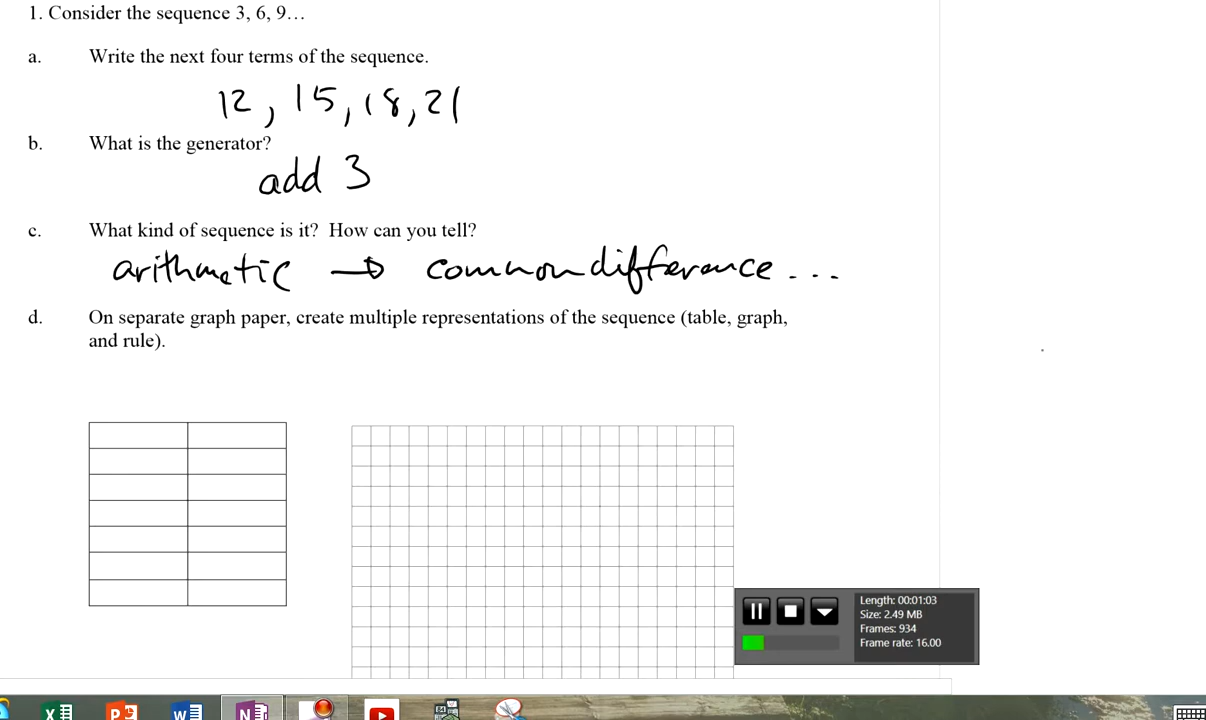 1. Consider the sequence 3, 6, 9…
a. Write the next four terms of the sequence.
12, 15, 18, 21
b. What is the generator?
add 3
c. What kind of sequence is it? How can you tell?
arithmetic → common difference...
d. On separate graph paper, create multiple representations of the sequence (table, graph,
and rule).
Length: 00:01:03
Size: 2.49 MB
Frames: 934
Frame rate: 16.00